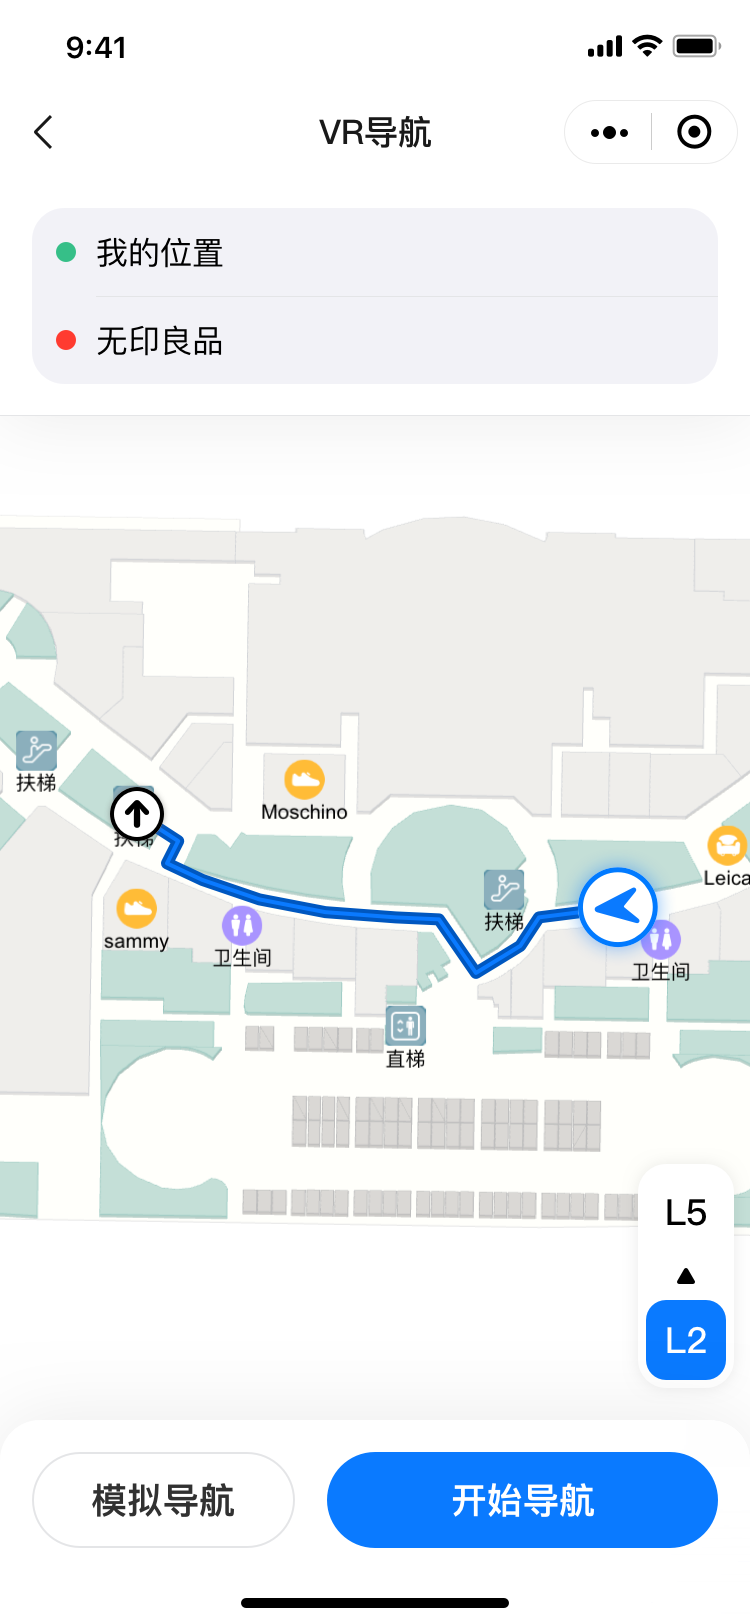 9:41
VR导航
我的位置
无印良品
扶梯
Moschino
扶梯
Leica
扶梯
sammy
卫生间
卫生间
直梯
L5
L2
模拟导航
开始导航